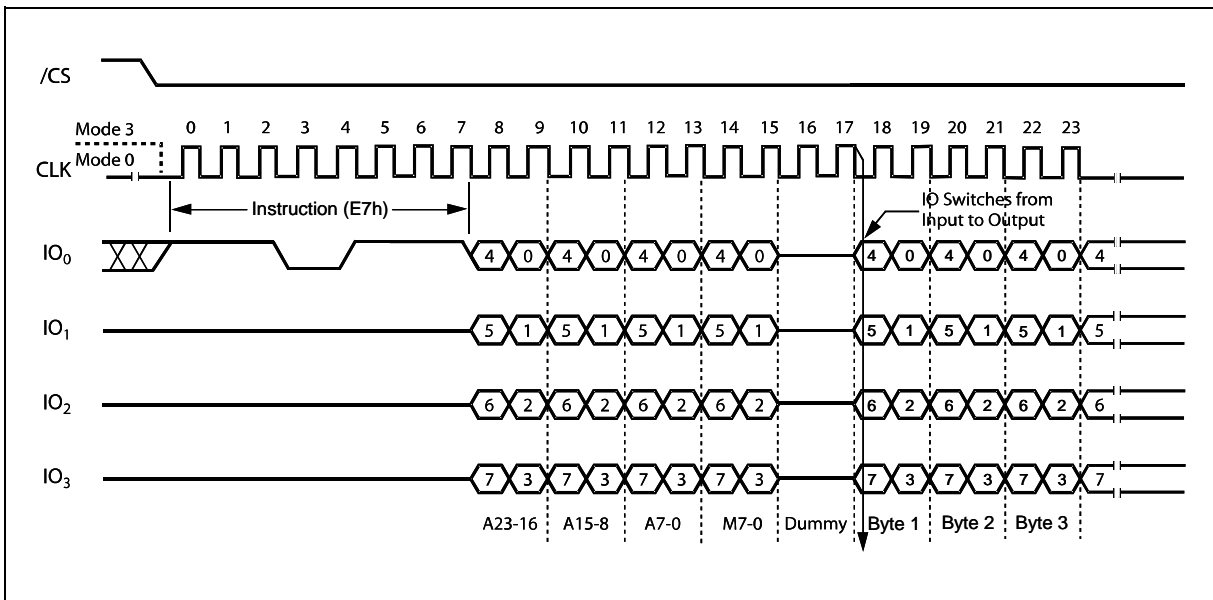 /CS
Mode 3
0 1 2 3 4 5 6 7 8 9 10 11 12 13 14 15 16 17 18 19 20 21 22 23
CLK Mode 0
Instruction (E7h)
IO Switches from
Input to Output
IO0 4 0 4 0 4 0 4 0 4 0 4 0 4 0 4
IO1 5 1 5 1 5 1 5 1 5 1 5 1 5 1 5
IO2 6 2 6 2 6 2 6 2 6 2 6 2 6 2 6
IO3 7 3 7 3 7 3 7 3 7 3 7 3 7 3 7
A23-16 A15-8 A7-0 M7-0 Dummy Byte 1 Byte 2 Byte 3